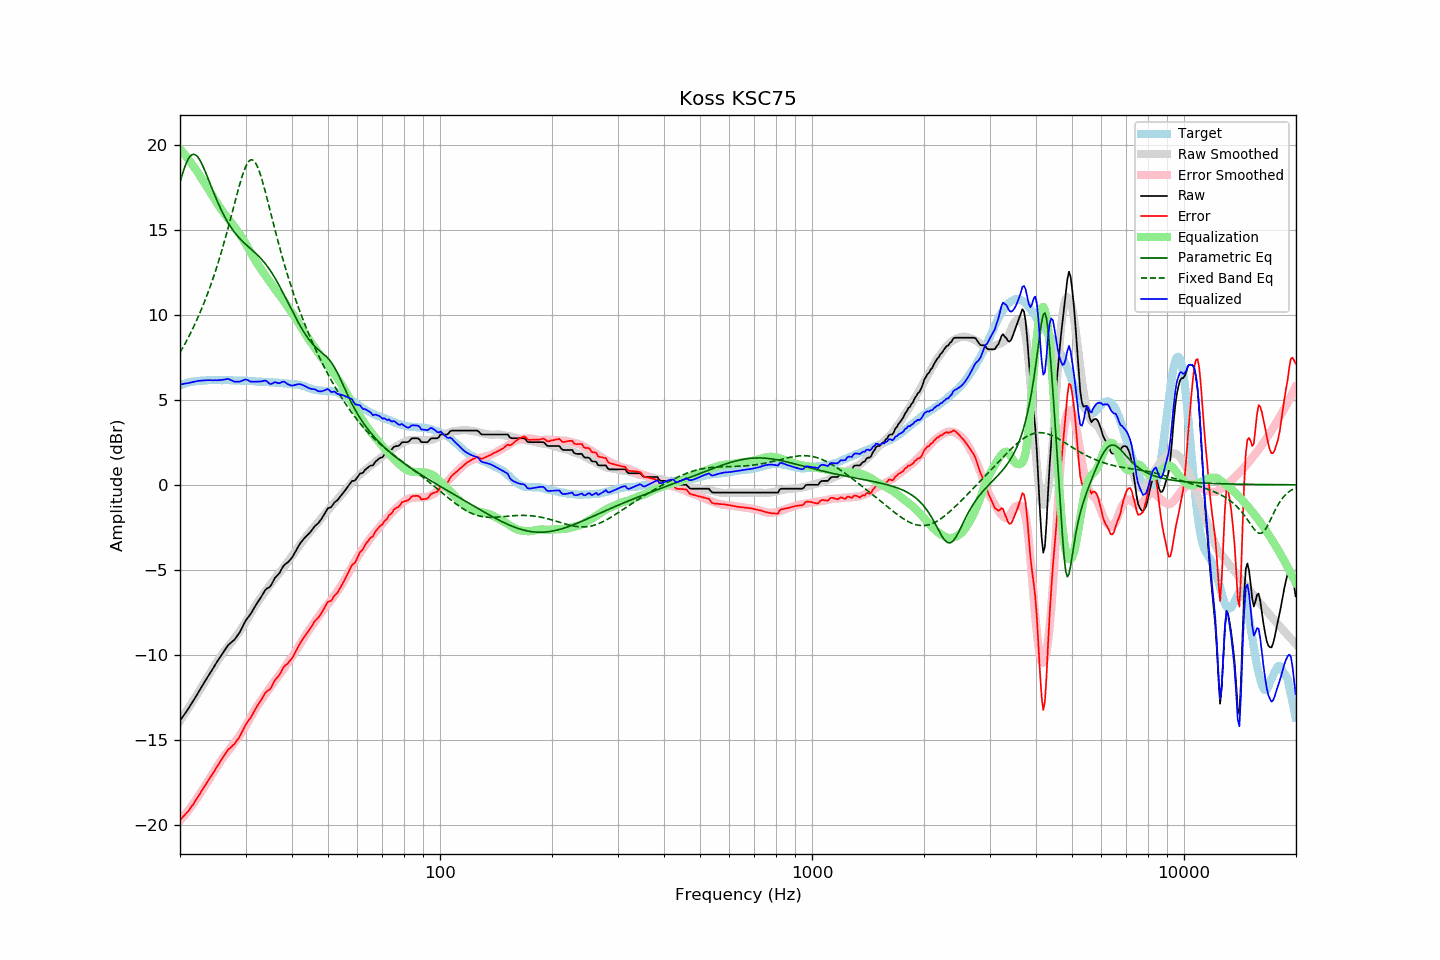 Koss KSC75
20
15
10
5
0
−5
−10
−15
−20
Amplitude (dBr)
100
1000
10000
Frequency (Hz)
Target
Raw Smoothed
Error Smoothed
Raw
Error
Equalization
Parametric Eq
Fixed Band Eq
Equalized